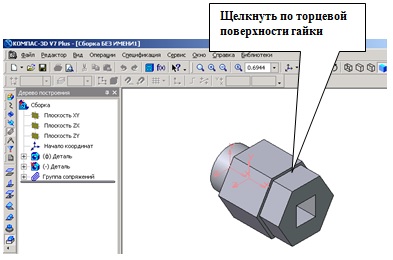 Щелкнуть по торцевой
поверхности гайки
КОМПАС-3D V7 Plus - [Сборка БЕЗ ИМЕНИ1]
Файл Редактор Вид Операции Спецификация Сервис Окно Справка Библиотеки
f(x)
0.6944
Дерево построения
Сборка
Плоскость XY
Плоскость ZX
Плоскость ZY
Начало координат
(ф) Деталь
(-) Деталь
Группа сопряжений